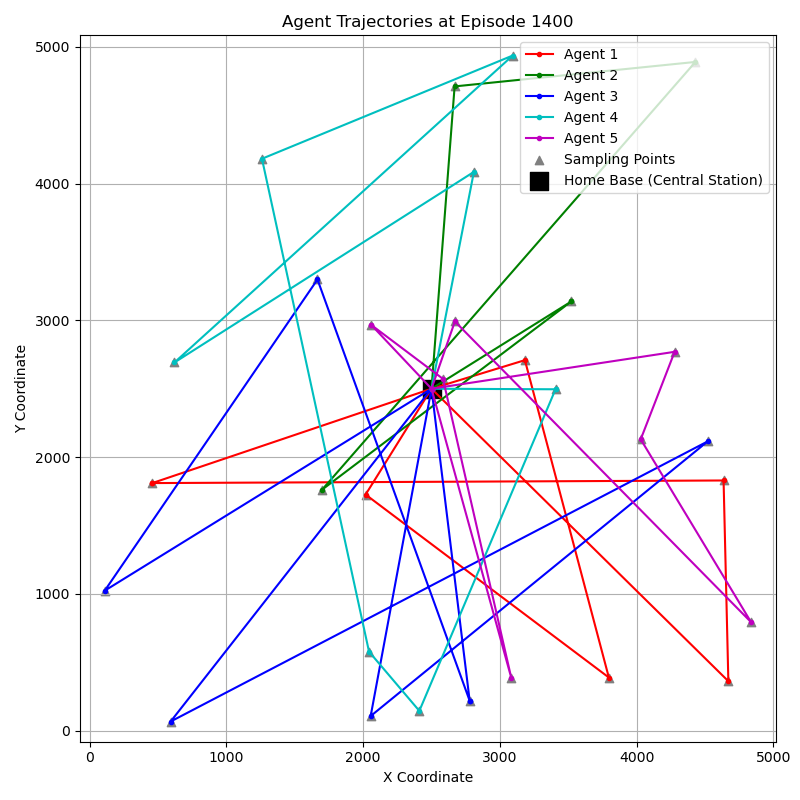 Agent Trajectories at Episode 1400
5000
4000
3000
2000
1000
0
Y Coordinate
Agent 1
Agent 2
Agent 3
Agent 4
Agent 5
Sampling Points
Home Base (Central Station)
0 1000 2000 3000 4000 5000
X Coordinate